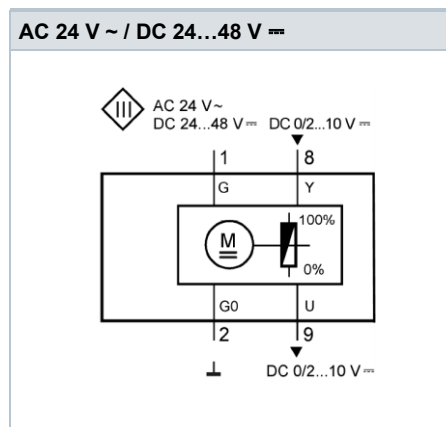 AC 24 V ~ / DC 24...48 V ⎓
III
AC 24 V~
DC 24...48 V⎓ DC 0/2...10 V⎓
1 8
G Y
100%
M
0%
G0 U
2 9
DC 0/2...10 V⎓